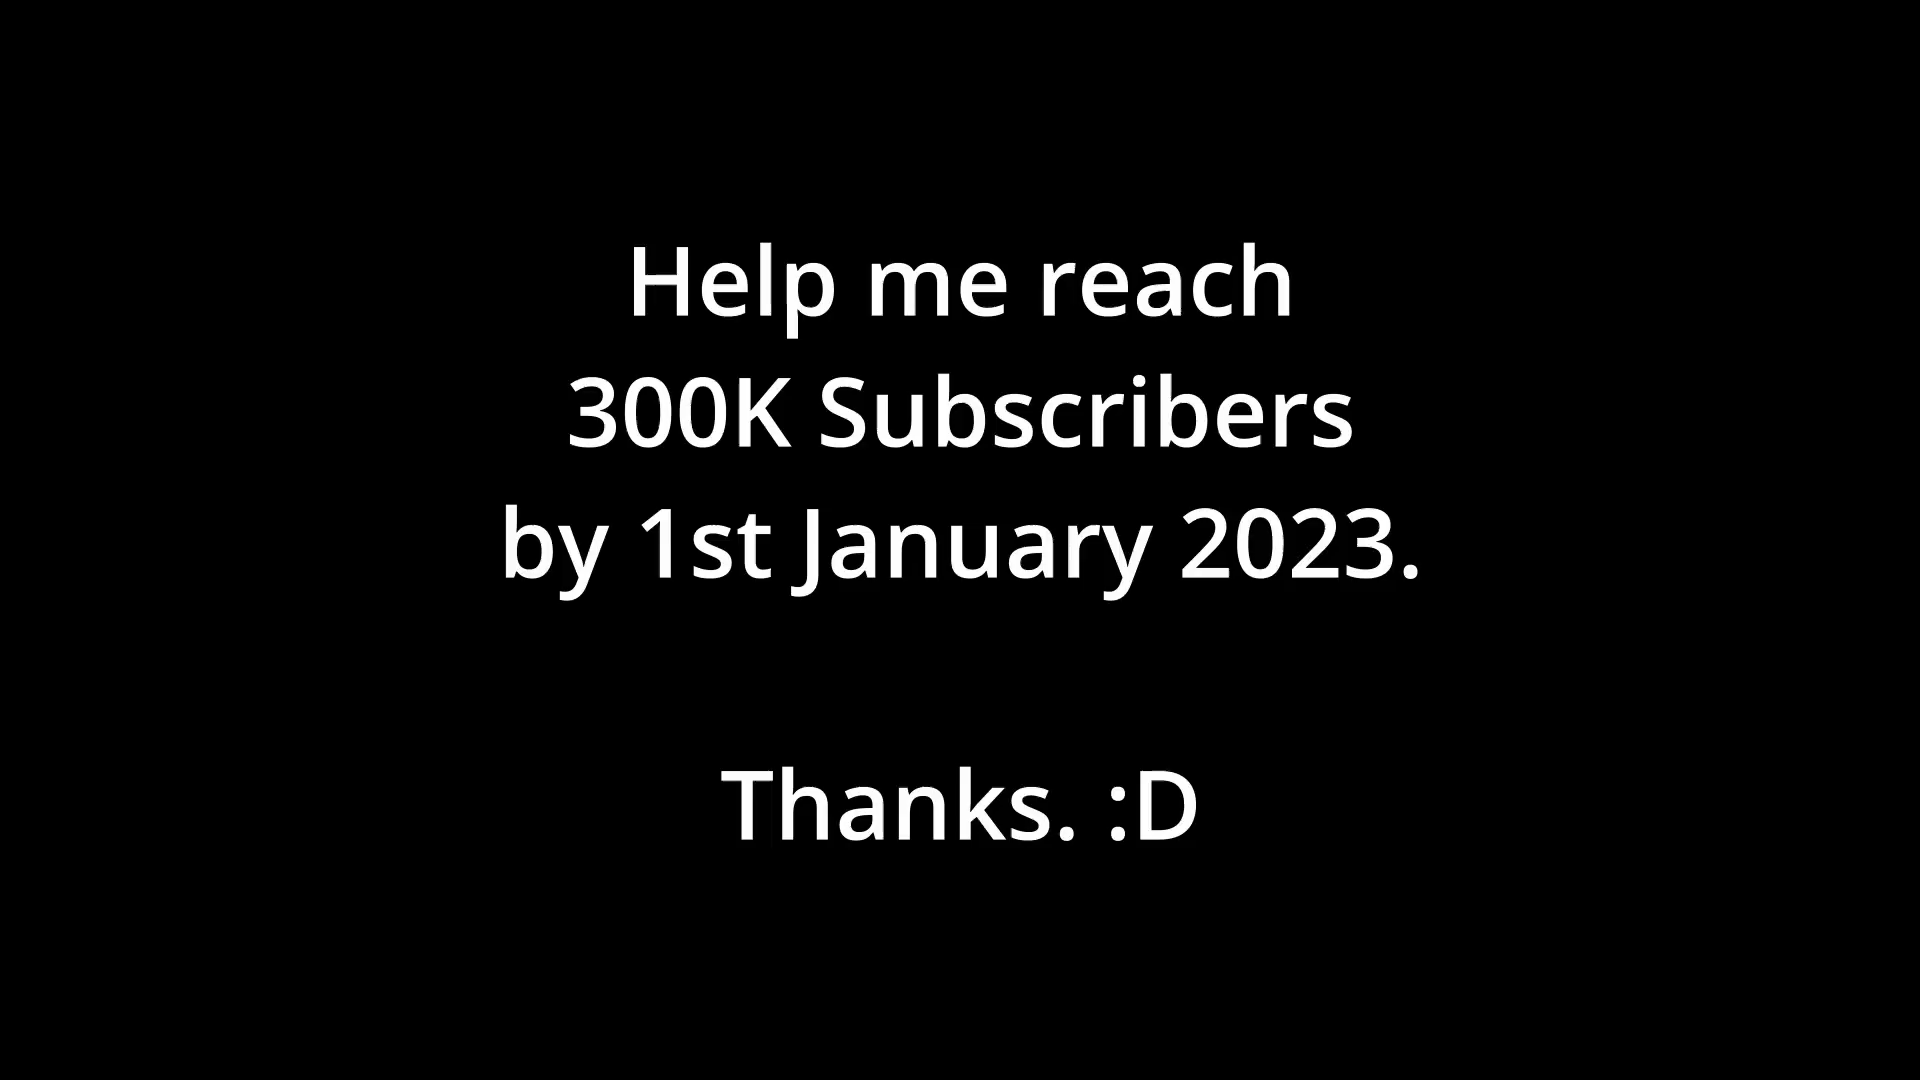 Help me reach
300K Subscribers
by 1st January 2023.
Thanks. :D